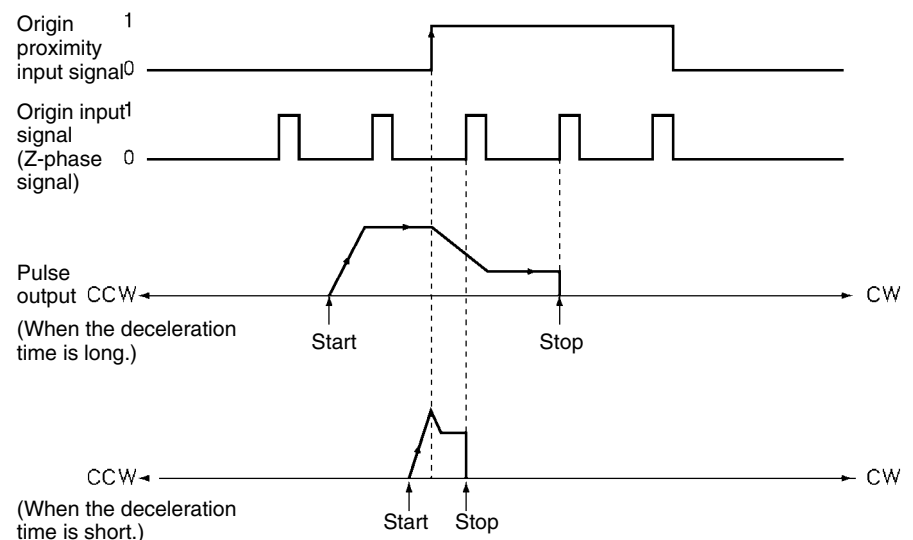 Origin 1
proximity
input signal 0
Origin input 1
signal
(Z-phase 0
signal)
Pulse
output CCW CW
(When the deceleration
time is long.)
Start Stop
CCW CW
(When the deceleration
time is short.)
Start Stop